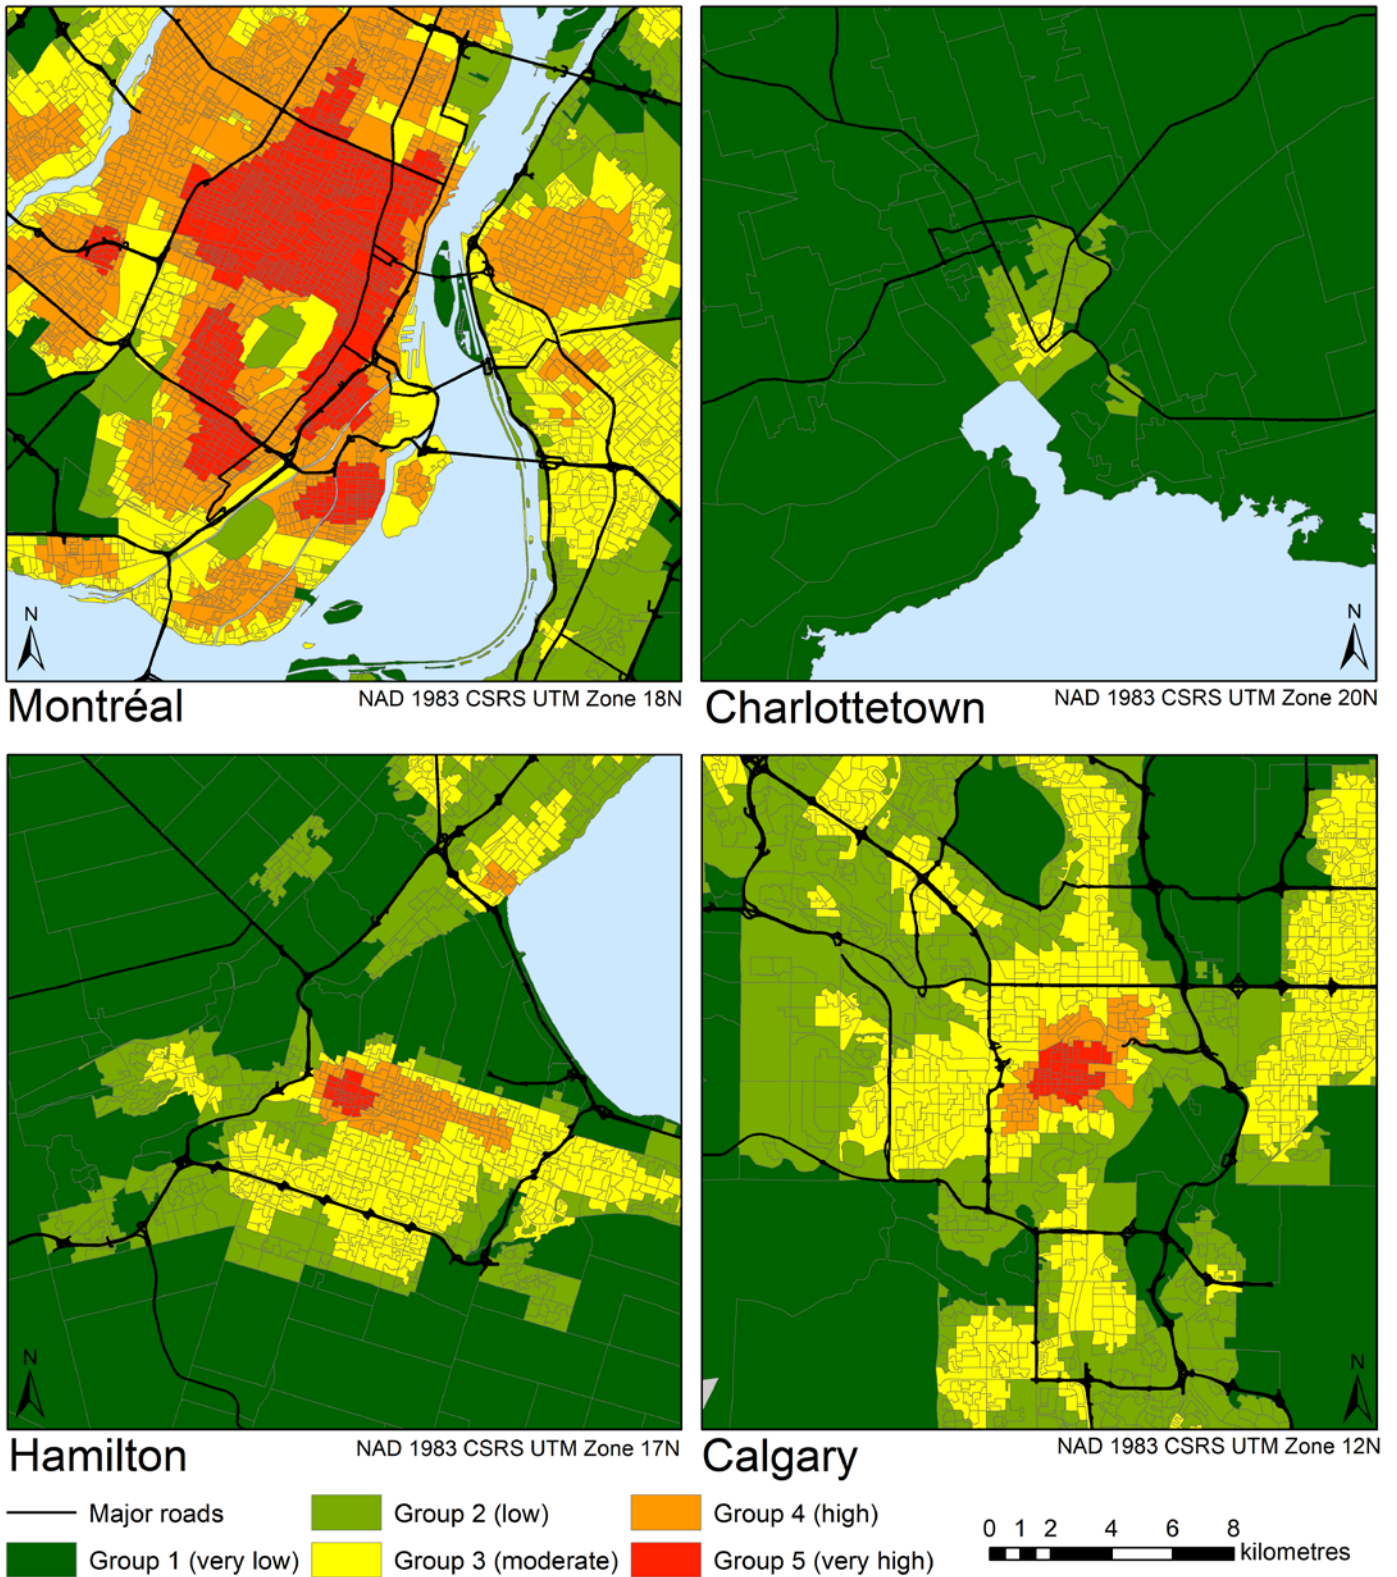 N
N
Montréal
NAD 1983 CSRS UTM Zone 18N
Charlottetown
NAD 1983 CSRS UTM Zone 20N
N
N
Hamilton
NAD 1983 CSRS UTM Zone 17N
Calgary
NAD 1983 CSRS UTM Zone 12N
Major roads
Group 2 (low)
Group 4 (high)
Group 1 (very low)
Group 3 (moderate)
Group 5 (very high)
0 1 2 4 6 8
kilometres